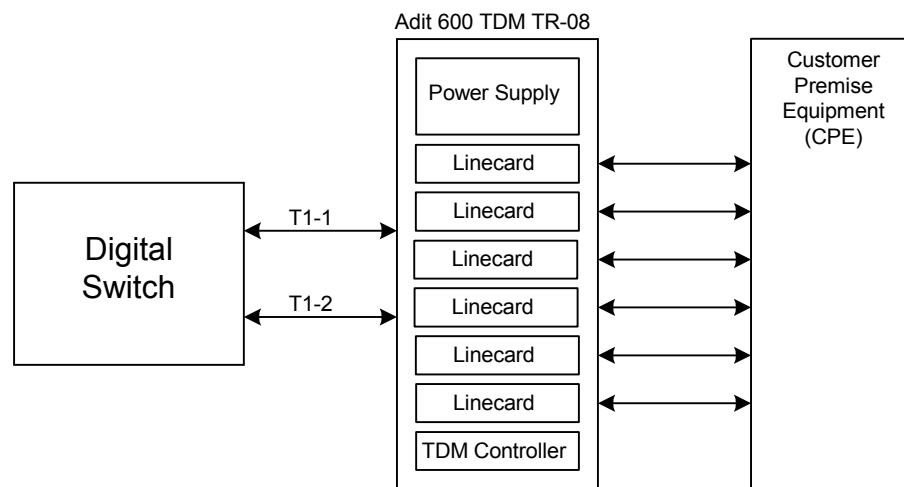 Adit 600 TDM TR-08
Power Supply
Linecard
Linecard
Linecard
Linecard
Linecard
Linecard
TDM Controller
Digital
Switch
T1-1
T1-2
Customer
Premise
Equipment
(CPE)